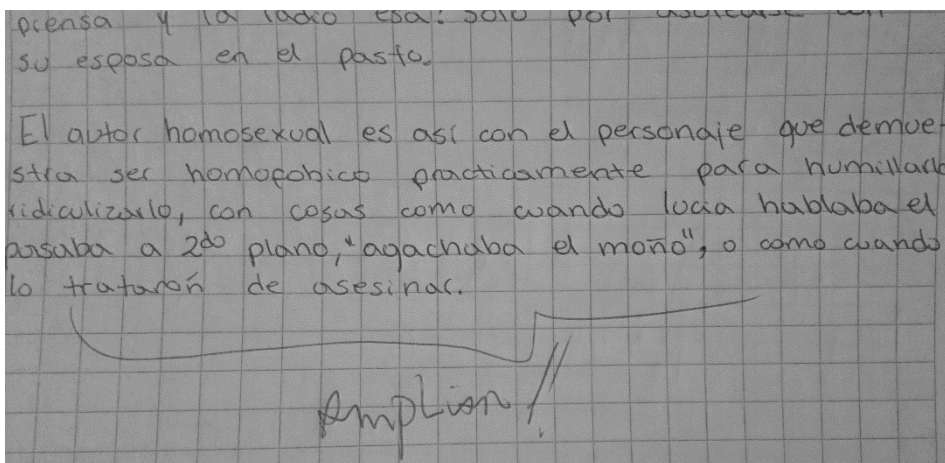 prensa y la radio esa: solo por asolearse con
su esposa en el pasto.
El autor homosexual es así con el personaje que demue
stra ser homofobico practicamente para humillarlo
ridiculizarlo, con cosas como cuando lucia hablaba el
pasaba a 2do plano, "agachaba el moño", o como cuando
lo trataron de asesinar.